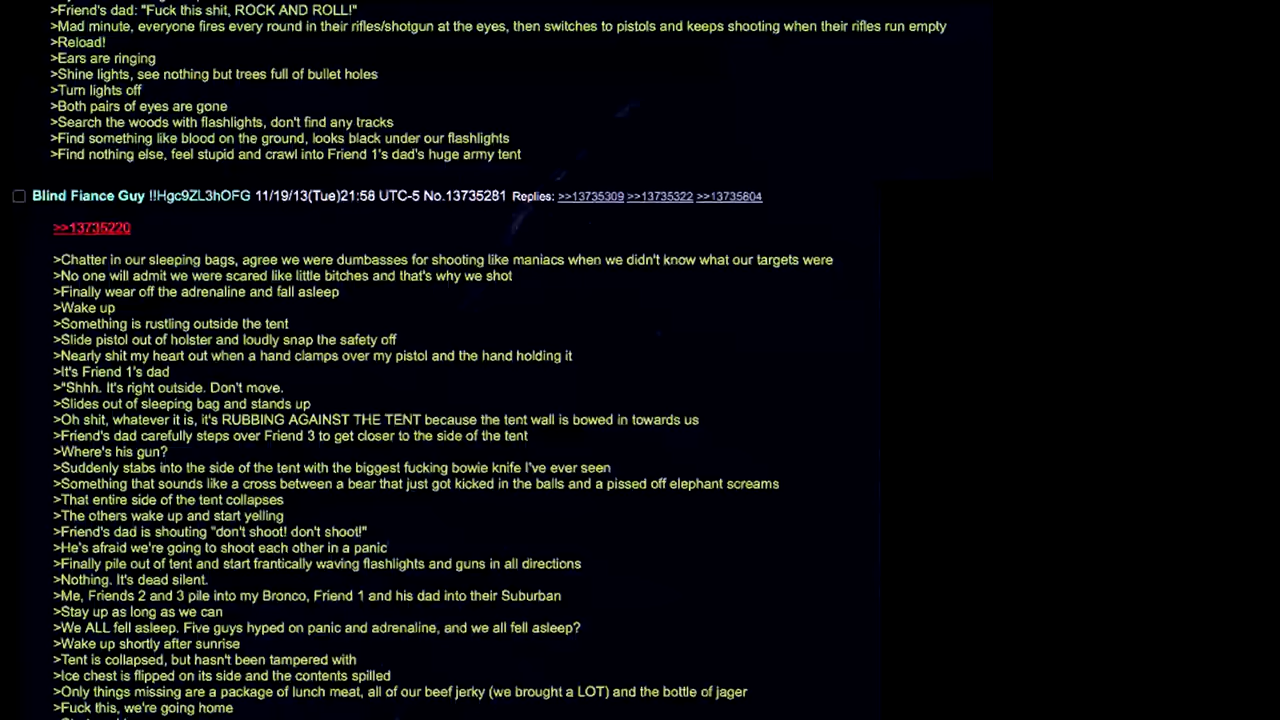 >Friend's dad: "Fuck this shit, ROCK AND ROLL!"
>Mad minute, everyone fires every round in their rifles/shotgun at the eyes, then switches to pistols and keeps shooting when their rifles run empty
>Reload!
>Ears are ringing
>Shine lights, see nothing but trees full of bullet holes
>Turn lights off
>Both pairs of eyes are gone
>Search the woods with flashlights, don't find any tracks
>Find something like blood on the ground, looks black under our flashlights
>Find nothing else, feel stupid and crawl into Friend 1's dad's huge army tent
Blind Fiance Guy !!Hgc9ZL3hOFG 11/19/13(Tue)21:58 UTC-5 No.13735281 Replies: >>13735309 >>13735322 >>13735804
>>13735220
>Chatter in our sleeping bags, agree we were dumbasses for shooting like maniacs when we didn't know what our targets were
>No one will admit we were scared like little bitches and that's why we shot
>Finally wear off the adrenaline and fall asleep
>Wake up
>Something is rustling outside the tent
>Slide pistol out of holster and loudly snap the safety off
>Nearly shit my heart out when a hand clamps over my pistol and the hand holding it
>It's Friend 1's dad
>"Shhh. It's right outside. Don't move.
>Slides out of sleeping bag and stands up
>Oh shit, whatever it is, it's RUBBING AGAINST THE TENT because the tent wall is bowed in towards us
>Friend's dad carefully steps over Friend 3 to get closer to the side of the tent
>Where's his gun?
>Suddenly stabs into the side of the tent with the biggest fucking bowie knife I've ever seen
>Something that sounds like a cross between a bear that just got kicked in the balls and a pissed off elephant screams
>That entire side of the tent collapses
>The others wake up and start yelling
>Friend's dad is shouting "don't shoot! don't shoot!"
>He's afraid we're going to shoot each other in a panic
>Finally pile out of tent and start frantically waving flashlights and guns in all directions
>Nothing. It's dead silent.
>Me, Friends 2 and 3 pile into my Bronco, Friend 1 and his dad into their Suburban
>Stay up as long as we can
>We ALL fell asleep. Five guys hyped on panic and adrenaline, and we all fell asleep?
>Wake up shortly after sunrise
>Tent is collapsed, but hasn't been tampered with
>Ice chest is flipped on its side and the contents spilled
>Only things missing are a package of lunch meat, all of our beef jerky (we brought a LOT) and the bottle of jager
>Fuck this, we're going home